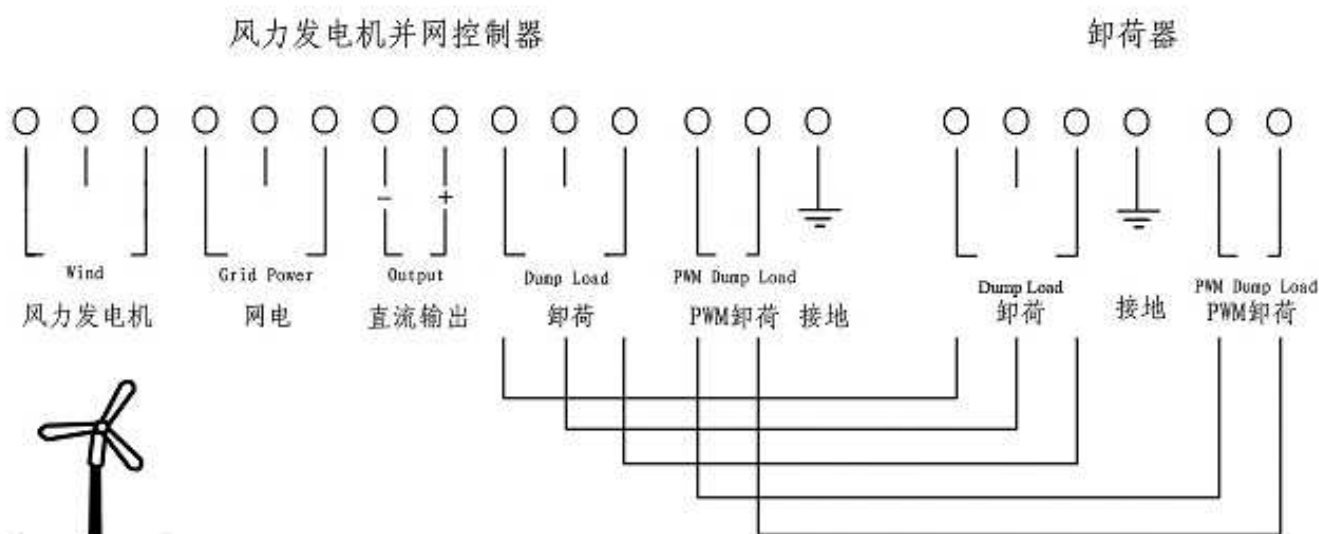 风力发电机并网控制器
卸荷器
- +
Wind
Grid Power
Output
Dump Load
PWM Dump Load
Dump Load
PWM Dump Load
风力发电机
网电
直流输出
卸荷
PWM卸荷
接地
卸荷
接地
PWM卸荷